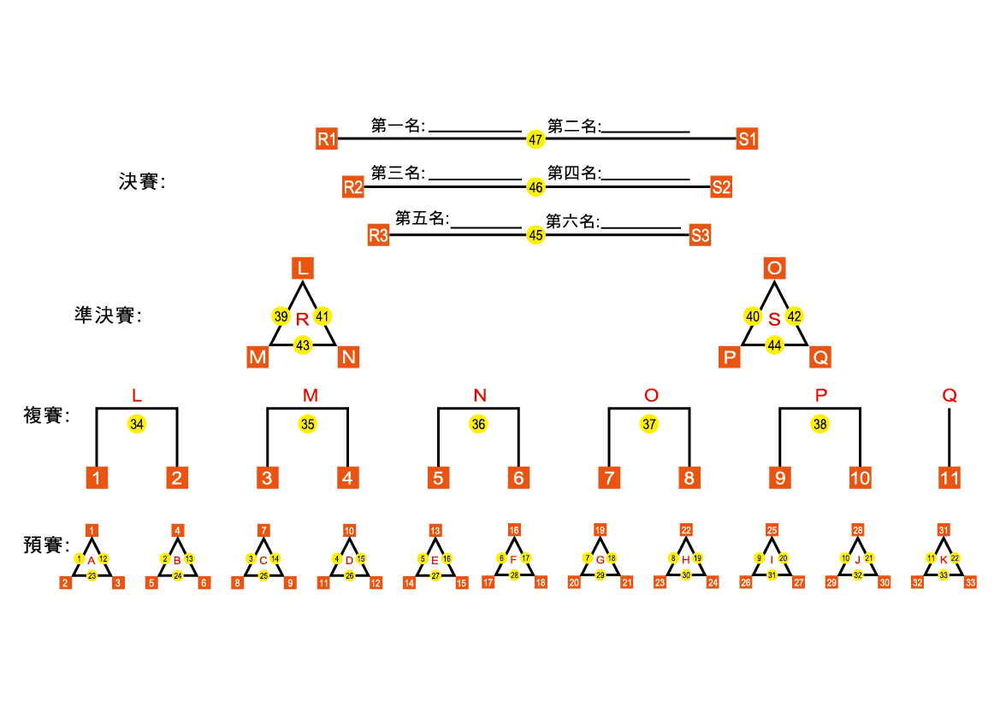 第一名: 第二名:
R1 47 S1
決賽:
第三名: 第四名:
R2 46 S2
第五名: 第六名:
R3 45 S3
準決賽:
L O
39 R 41 40 S 42
M 43 N P 44 Q
複賽:
L M N O P Q
34 35 36 37 38
1 2 3 4 5 6 7 8 9 10 11
預賽:
1 4 7 10 13 16 19 22 25 28 31
1 A 12 2 B 13 3 C 14 4 D 15 5 E 16 6 F 17 7 G 18 8 H 19 9 I 20 10 J 21 11 K 22
23 24 25 26 27 28 29 30 31 32 33
2 3 5 6 8 9 11 12 14 15 17 18 20 21 23 24 26 27 29 30 32 33